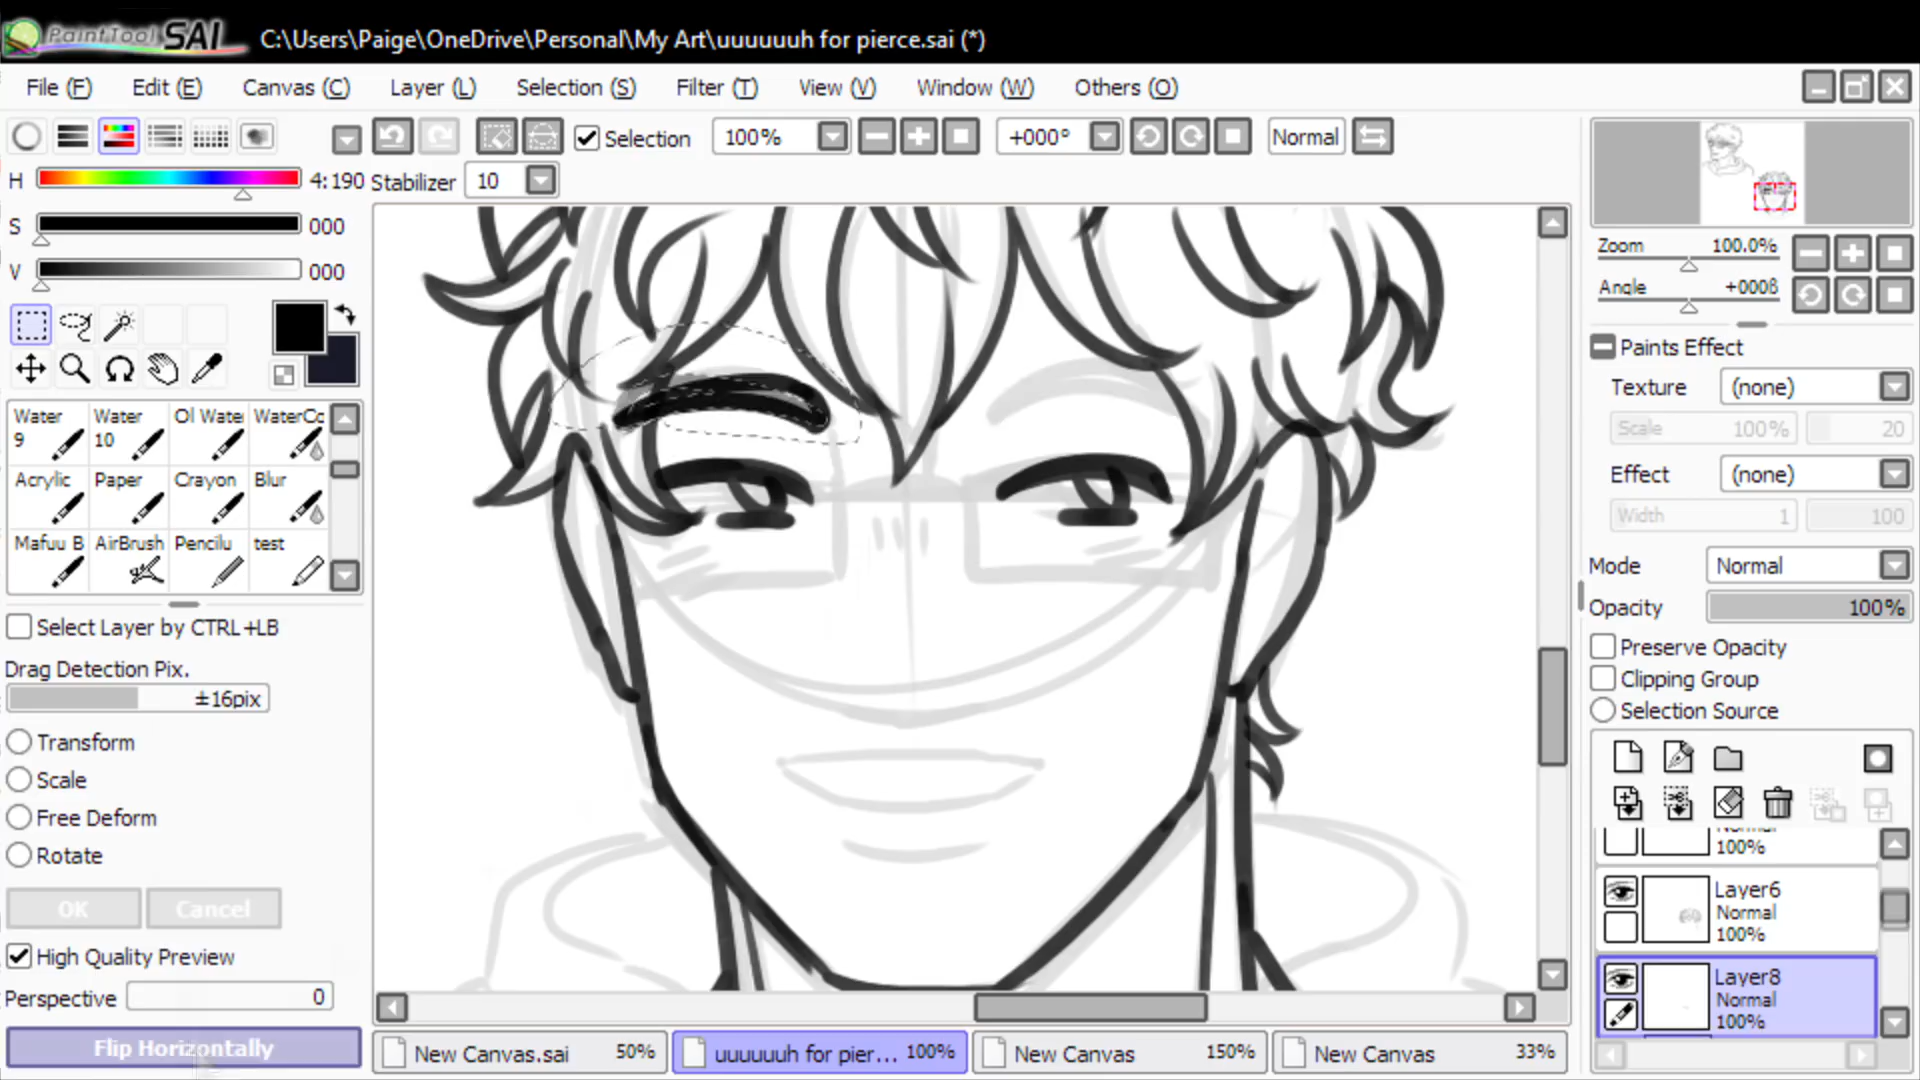 PaintTool SAI C:\Users\Paige\OneDrive\Personal\My Art\uuuuuuh for pierce.sai (*)
File (F) Edit (E) Canvas (C) Layer (L) Selection (S) Filter (T) View (V) Window (W) Others (O)
Selection 100% +000° Normal
H 4:190 Stabilizer 10
S 000
V 000
Zoom 100.0%
Angle +0008
Paints Effect
Texture (none)
Scale 100% 20
Effect (none)
Width 1 100
Mode Normal
Opacity 100%
Preserve Opacity
Clipping Group
Selection Source
Water 9 Water 10 Ol Wate WaterCo
Acrylic Paper Crayon Blur
Mafuu B AirBrush Pencilu test
Select Layer by CTRL+LB
Drag Detection Pix.
±16pix
Transform
Scale
Free Deform
Rotate
OK Cancel
High Quality Preview
Perspective 0
Flip Horizontally
Normal
100%
Layer6
Normal
100%
Layer8
Normal
100%
New Canvas.sai 50% uuuuuuh for pier... 100% New Canvas 150% New Canvas 33%